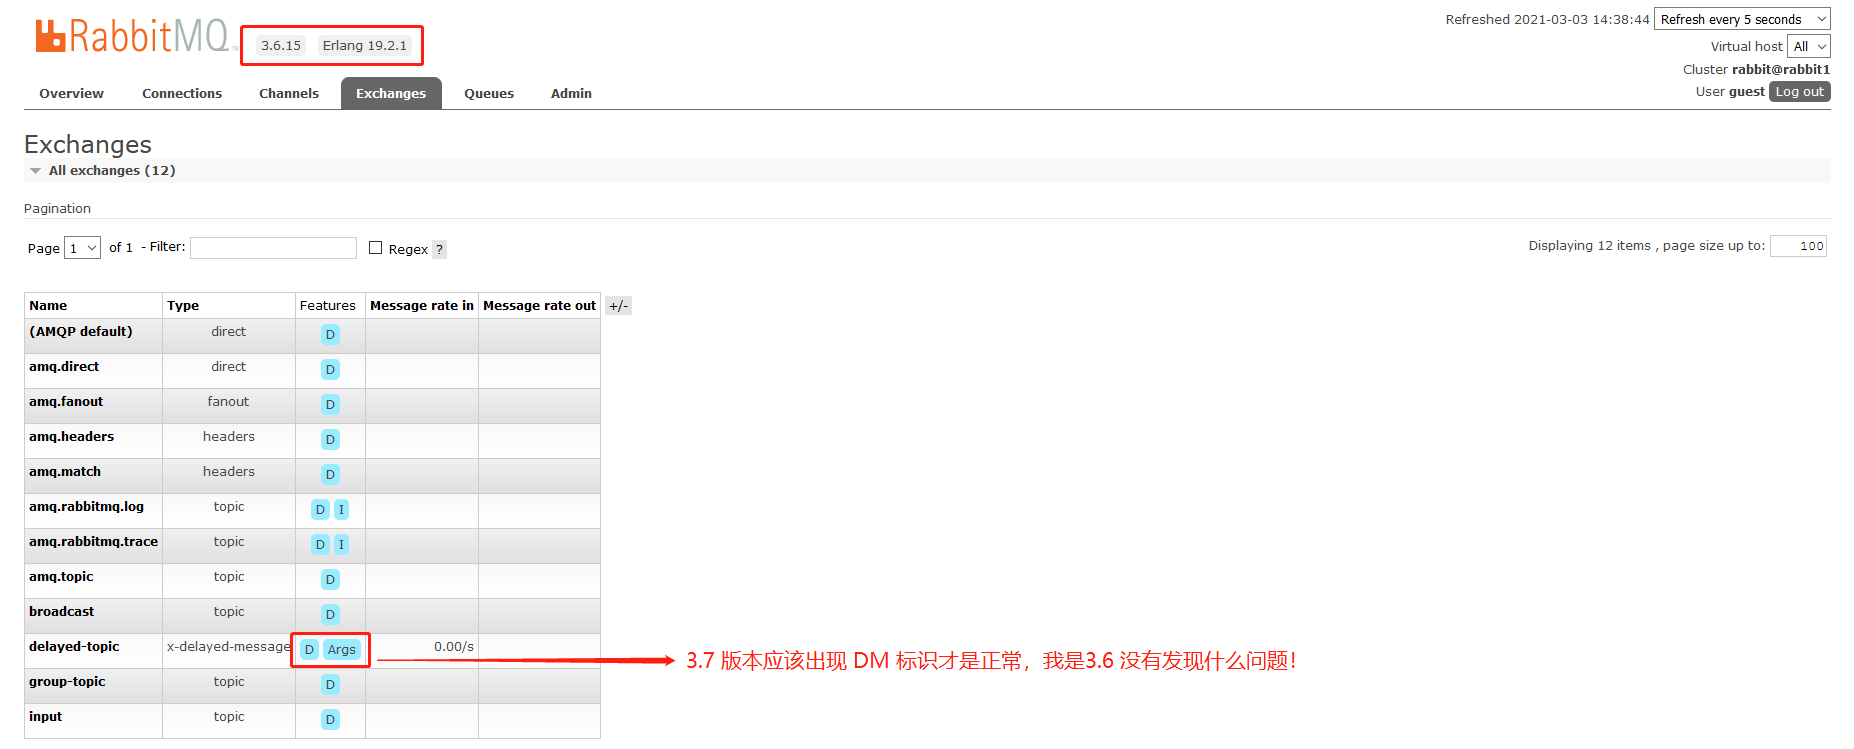 RabbitMQ TM 3.6.15 Erlang 19.2.1
Refreshed 2021-03-03 14:38:44 Refresh every 5 seconds
Virtual host All
Cluster rabbit@rabbit1
User guest Log out
Overview Connections Channels Exchanges Queues Admin
Exchanges
All exchanges (12)
Pagination
Page 1 of 1 - Filter: Regex ?
Displaying 12 items , page size up to: 100
Name Type Features Message rate in Message rate out +/-
(AMQP default) direct D
amq.direct direct D
amq.fanout fanout D
amq.headers headers D
amq.match headers D
amq.rabbitmq.log topic D I
amq.rabbitmq.trace topic D I
amq.topic topic D
broadcast topic D
delayed-topic x-delayed-message D Args 0.00/s
3.7 版本应该出现 DM 标识才是正常，我是3.6 没有发现什么问题！
group-topic topic D
input topic D